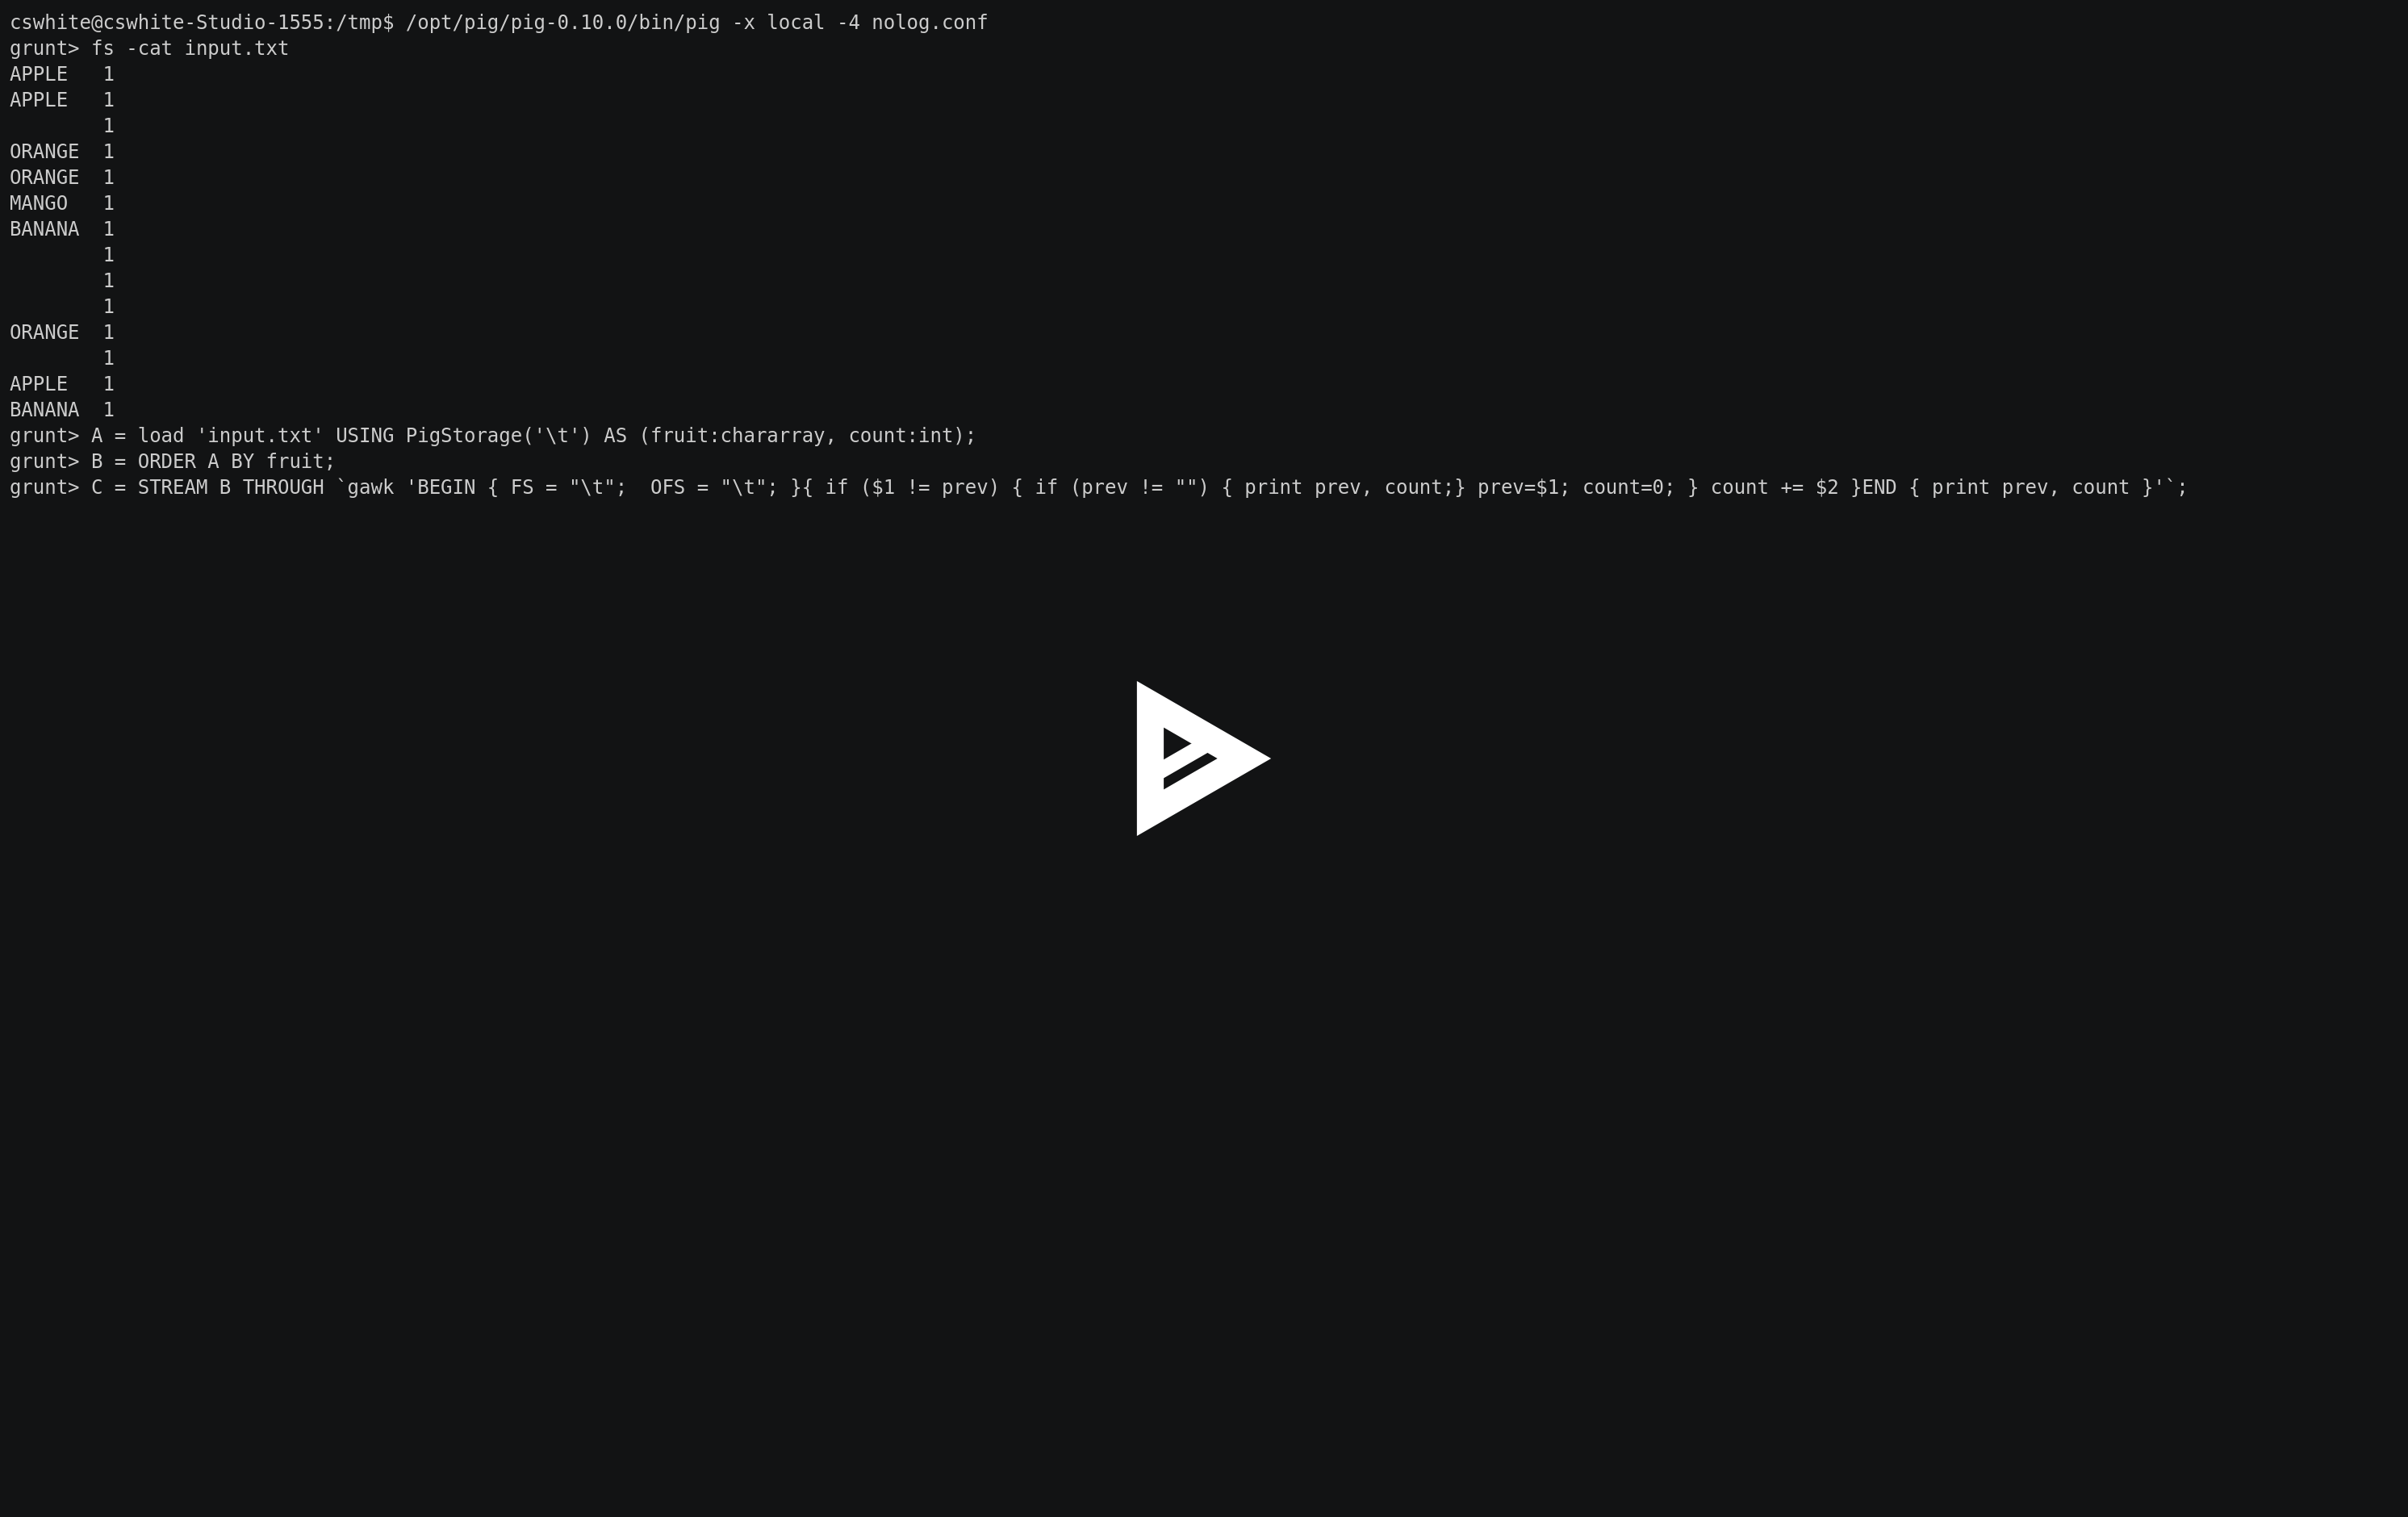 cswhite@cswhite-Studio-1555:/tmp$ /opt/pig/pig-0.10.0/bin/pig -x local -4 nolog.conf
grunt> fs -cat input.txt
APPLE   1
APPLE   1
        1
ORANGE  1
ORANGE  1
MANGO   1
BANANA  1
        1
        1
        1
ORANGE  1
        1
APPLE   1
BANANA  1
grunt> A = load 'input.txt' USING PigStorage('\t') AS (fruit:chararray, count:int);
grunt> B = ORDER A BY fruit;
grunt> C = STREAM B THROUGH `gawk 'BEGIN { FS = "\t";  OFS = "\t"; }{ if ($1 != prev) { if (prev != "") { print prev, count;} prev=$1; count=0; } count += $2 }END { print prev, count }'`;